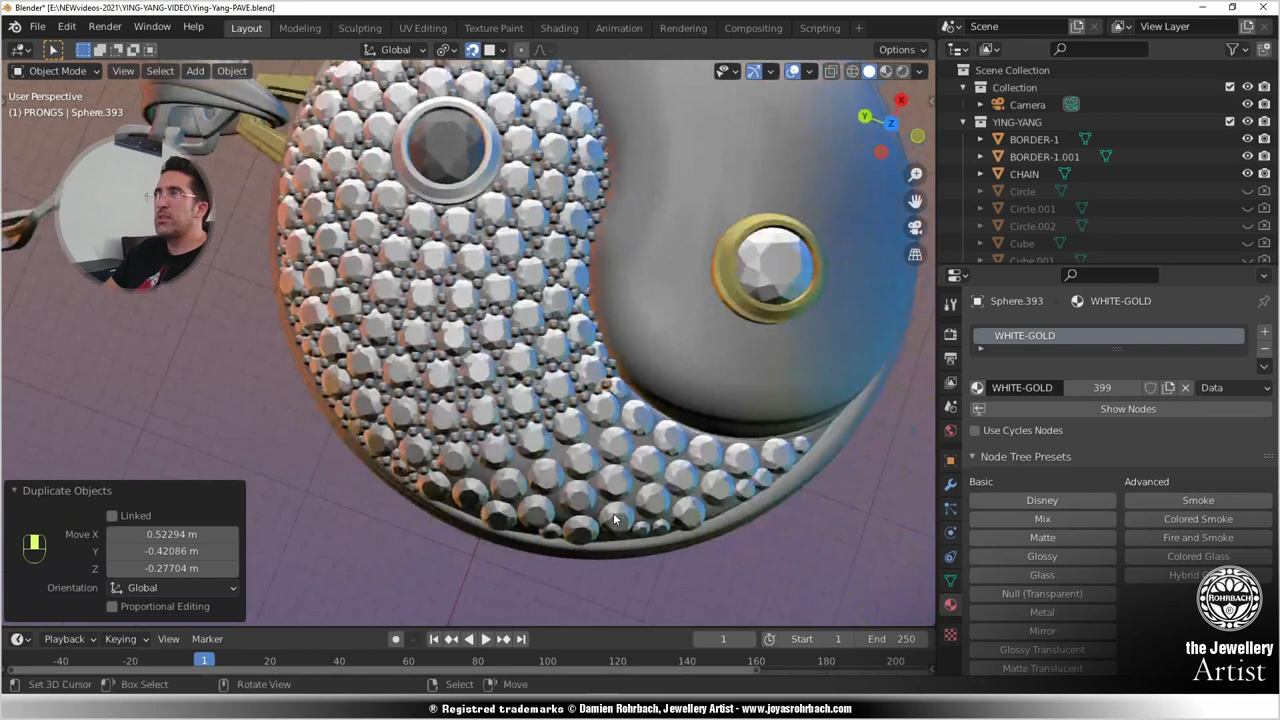 Blender* [E:\NEWvideos-2021\YING-YANG-VIDEO\Ying-Yang-PAVE.blend]
File Edit Render Window Help Layout Modeling Sculpting UV Editing Texture Paint Shading Animation Rendering Compositing Scripting + Scene View Layer
Global Options
Object Mode View Select Add Object
User Perspective
(1) PRONGS | Sphere.393
X
Y
Z
Scene Collection
Collection
Camera
YING-YANG
BORDER-1
BORDER-1.001
CHAIN
Circle
Circle.001
Circle.002
Cube
Cube.001
Sphere.393 WHITE-GOLD
WHITE-GOLD
WHITE-GOLD 399 Data
Show Nodes
Use Cycles Nodes
Node Tree Presets
Basic Advanced
Disney Smoke
Mix Colored Smoke
Matte Fire and Smoke
Glossy Colored Glass
Glass Hybrid G
Null (Transparent)
Metal
Mirror
Glossy Translucent
Matte Translucent
Duplicate Objects
Linked
Move X 0.52294 m
Y -0.42086 m
Z -0.27704 m
Orientation Global
Proportional Editing
Playback Keying View Marker 1 Start 1 End 250
-40 -20 1 20 40 60 80 100 120 140 160 180 200
Set 3D Cursor Box Select Rotate View Select Move
ROHRBACH
the Jewellery
Artist
® Registered trademarks © Damien Rohrbach, Jewellery Artist - www.joyasrohrbach.com